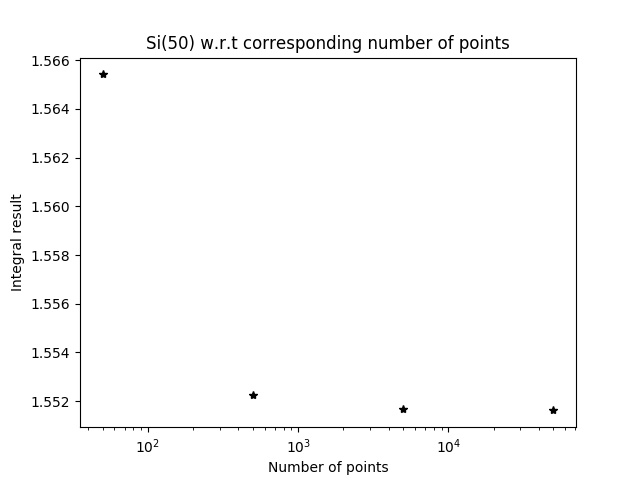 Si(50) w.r.t corresponding number of points
1.566
1.564
1.562
1.560
1.558
1.556
1.554
1.552
Integral result
10² 10³ 10⁴
Number of points